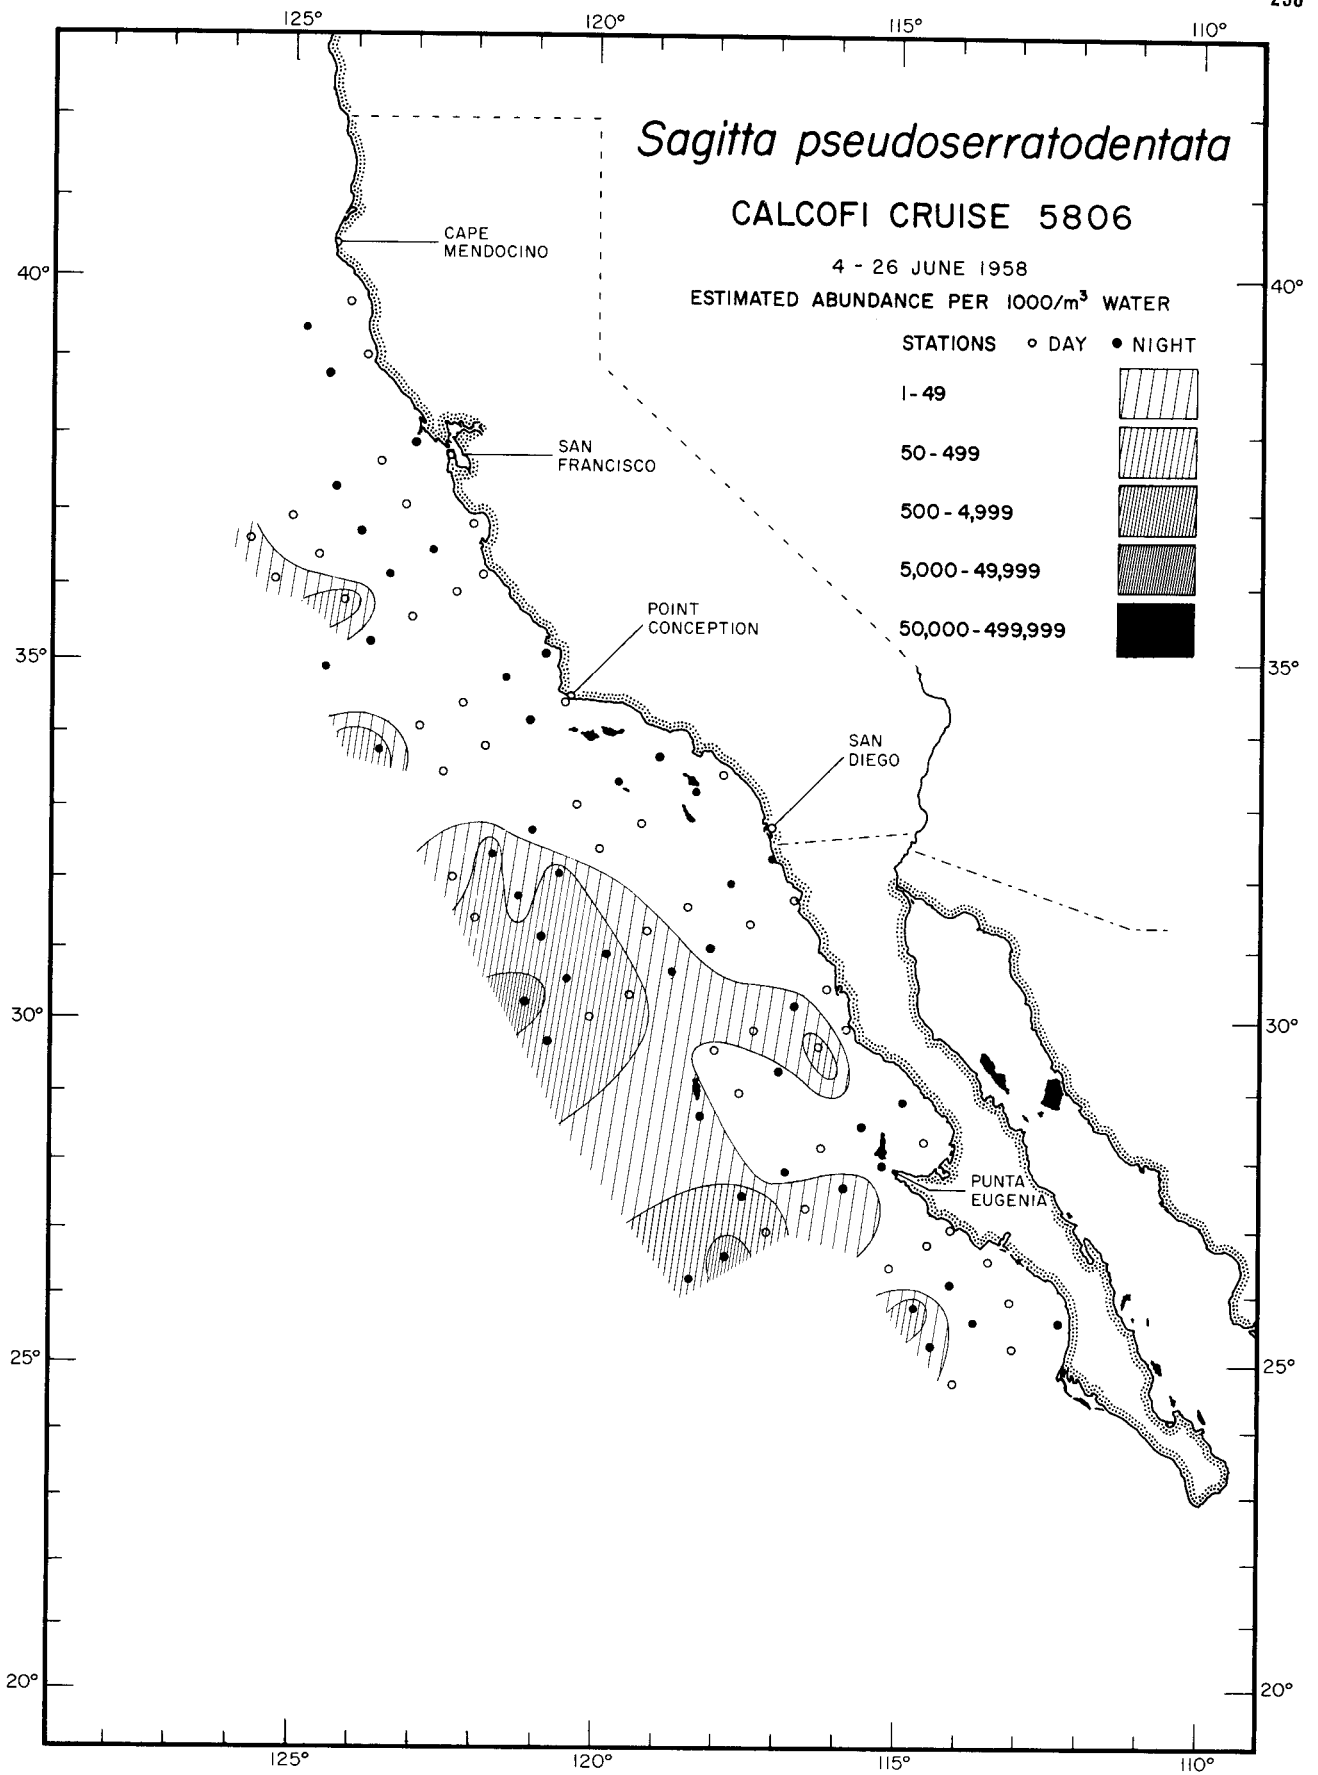 125° 120° 115° 110°
Sagitta pseudoserratodentata
CALCOFI CRUISE 5806
4 - 26 JUNE 1958
ESTIMATED ABUNDANCE PER 1000/m³ WATER
STATIONS ○ DAY ● NIGHT
1 - 49
50 - 499
500 - 4,999
5,000 - 49,999
50,000 - 499,999
CAPE
MENDOCINO
40° 40°
SAN
FRANCISCO
POINT
CONCEPTION
35° 35°
SAN
DIEGO
30° 30°
PUNTA
EUGENIA
25° 25°
20° 20°
125° 120° 115° 110°